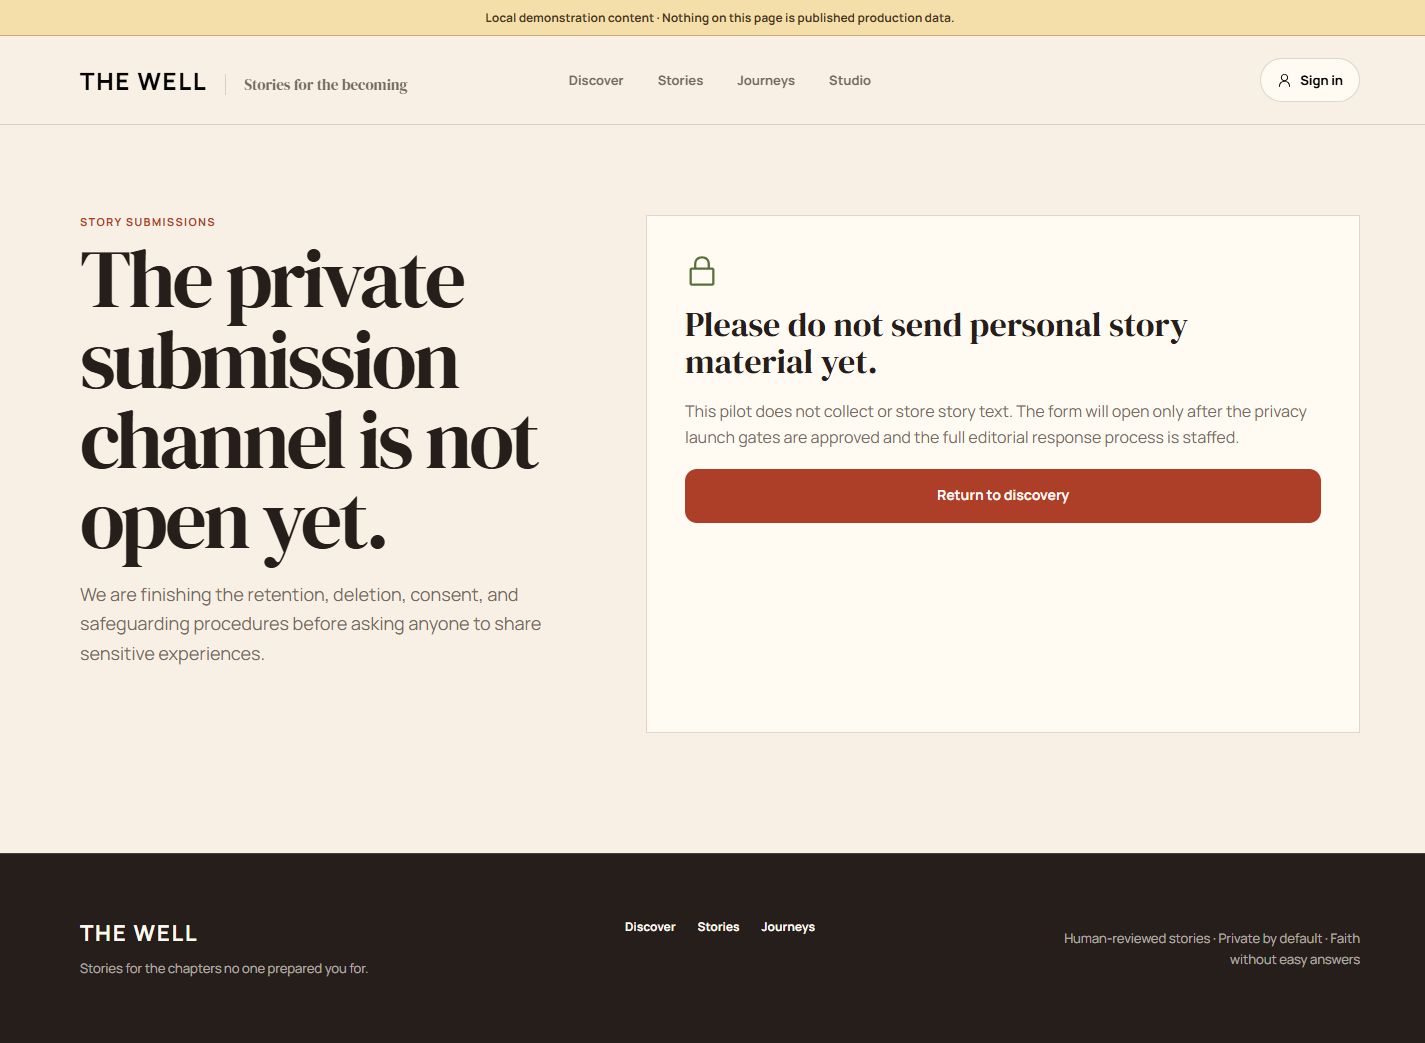 Local demonstration content · Nothing on this page is published production data.
THE WELL
Stories for the becoming
Discover
Stories
Journeys
Studio
Sign in
STORY SUBMISSIONS
The private
submission
channel is not
open yet.
We are finishing the retention, deletion, consent, and
safeguarding procedures before asking anyone to share
sensitive experiences.
Please do not send personal story
material yet.
This pilot does not collect or store story text. The form will open only after the privacy
launch gates are approved and the full editorial response process is staffed.
Return to discovery
THE WELL
Stories for the chapters no one prepared you for.
Discover
Stories
Journeys
Human-reviewed stories · Private by default · Faith
without easy answers